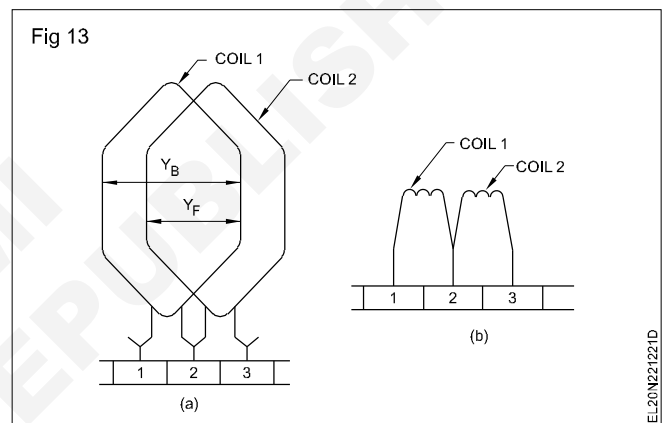 Fig 13
COIL 1
COIL 2
Y_B
Y_F
1 2 3
(a)
COIL 1
COIL 2
1 2 3
(b)
EL20N221221D